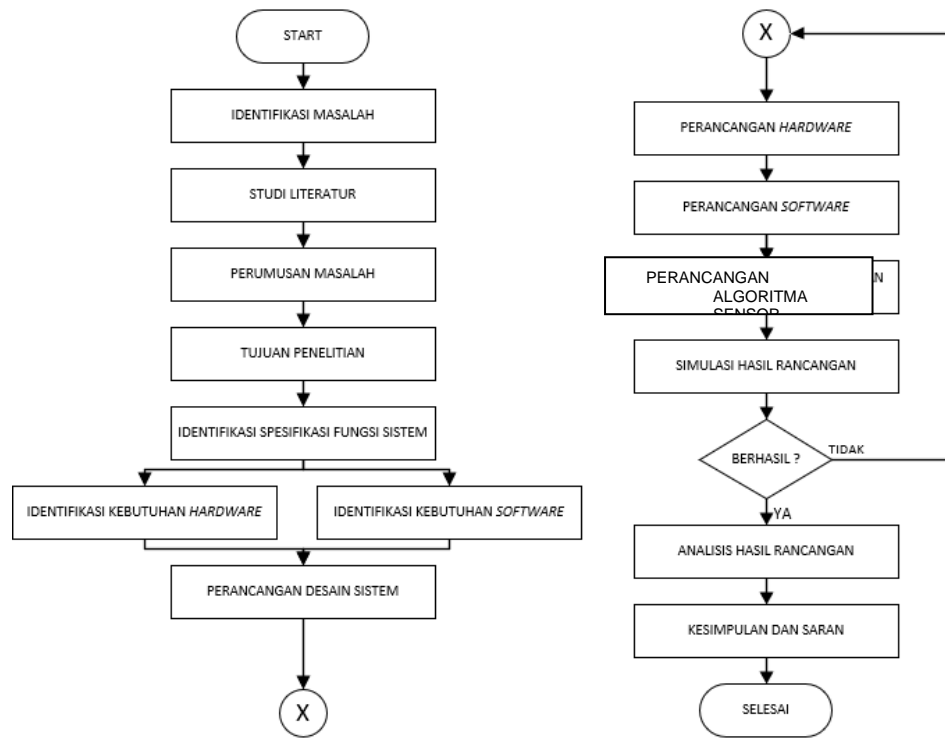 START
IDENTIFIKASI MASALAH
STUDI LITERATUR
PERUMUSAN MASALAH
TUJUAN PENELITIAN
IDENTIFIKASI SPESIFIKASI FUNGSI SISTEM
IDENTIFIKASI KEBUTUHAN HARDWARE
IDENTIFIKASI KEBUTUHAN SOFTWARE
PERANCANGAN DESAIN SISTEM
X
X
PERANCANGAN HARDWARE
PERANCANGAN SOFTWARE
PERANCANGAN
ALGORITMA
SENSOR
SIMULASI HASIL RANCANGAN
BERHASIL ?
TIDAK
YA
ANALISIS HASIL RANCANGAN
KESIMPULAN DAN SARAN
SELESAI